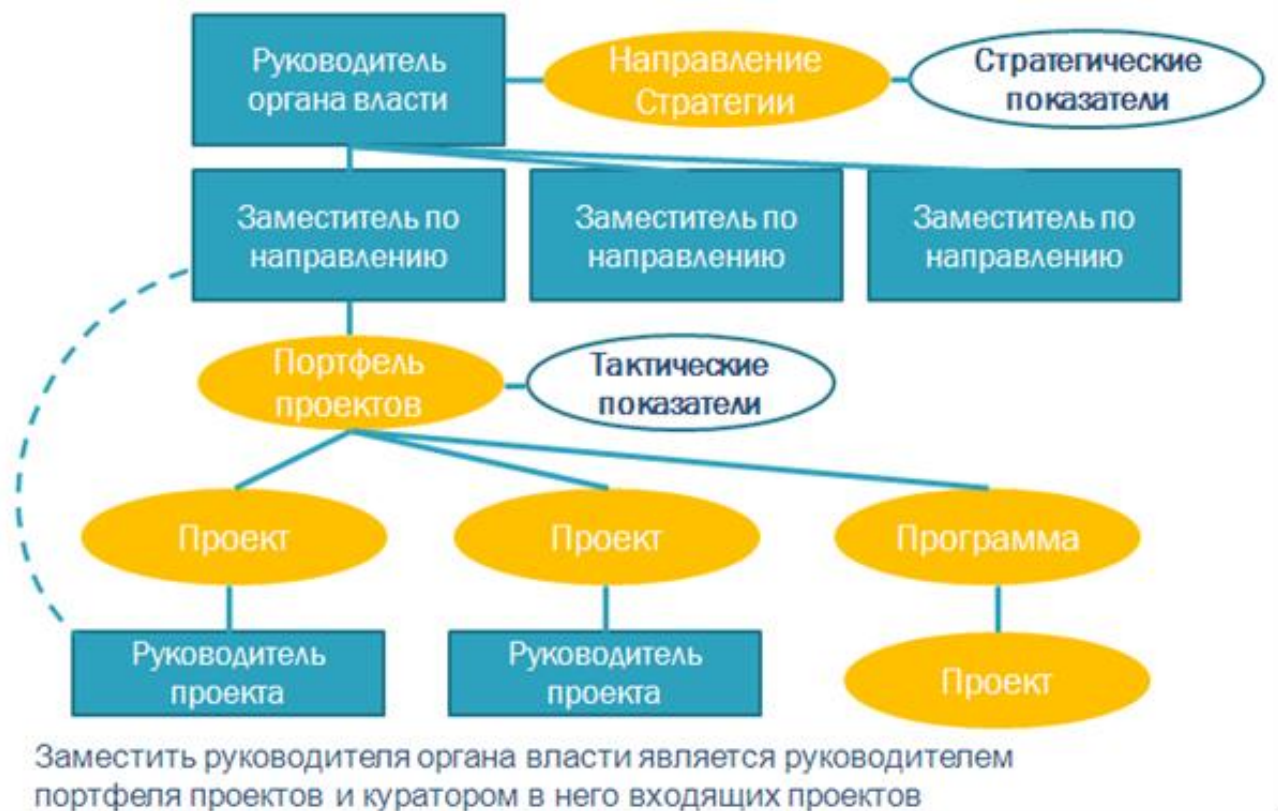 Руководитель
органа власти
Направление
Стратегии
Стратегические
показатели
Заместитель по
направлению
Заместитель по
направлению
Заместитель по
направлению
Портфель
проектов
Тактические
показатели
Проект
Проект
Программа
Руководитель
проекта
Руководитель
проекта
Проект
Заместить руководителя органа власти является руководителем
портфеля проектов и куратором в него входящих проектов